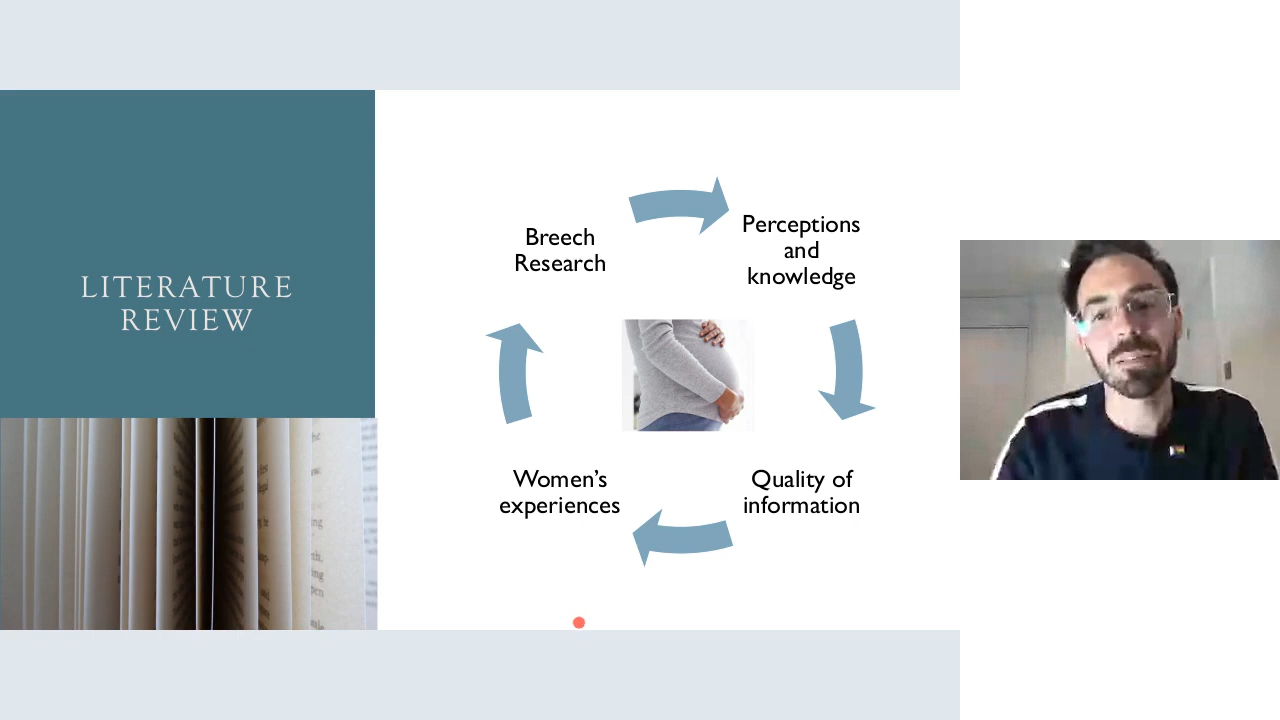 LITERATURE
REVIEW
Breech
Research
Perceptions
and
knowledge
Quality of
information
Women’s
experiences